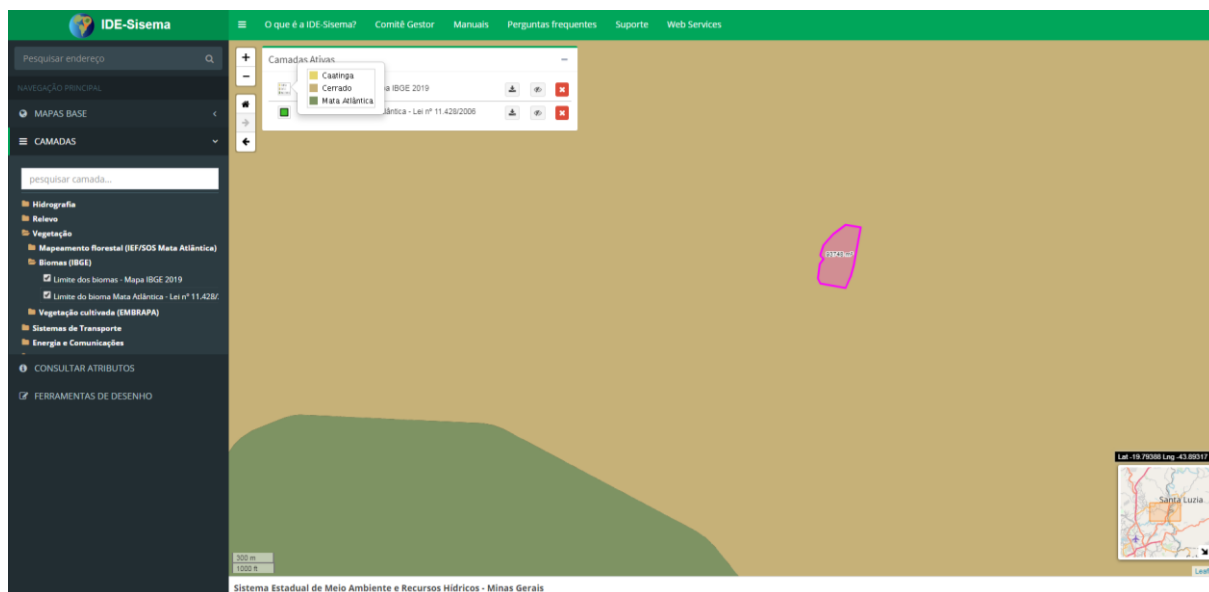 IDE-Sisema
O que é a IDE-Sisema? Comitê Gestor Manuais Perguntas frequentes Suporte Web Services
Pesquisar endereço
NAVEGAÇÃO PRINCIPAL
MAPAS BASE
CAMADAS
pesquisar camada...
Hidrografia
Relevo
Vegetação
Mapeamento florestal (IEF/SOS Mata Atlântica)
Biomas (IBGE)
Limite dos biomas - Mapa IBGE 2019
Limite do bioma Mata Atlântica - Lei nº 11.428/
Vegetação cultivada (EMBRAPA)
Sistemas de Transporte
Energia e Comunicações
CONSULTAR ATRIBUTOS
FERRAMENTAS DE DESENHO
+
−
Camadas Ativas
Caatinga
Cerrado
Mata Atlântica
IBGE 2019
Lei nº 11.428/2006
Lat -19.79388 Lng -43.89317
Santa Luzia
300 m
1000 ft
Leaf
Sistema Estadual de Meio Ambiente e Recursos Hídricos - Minas Gerais